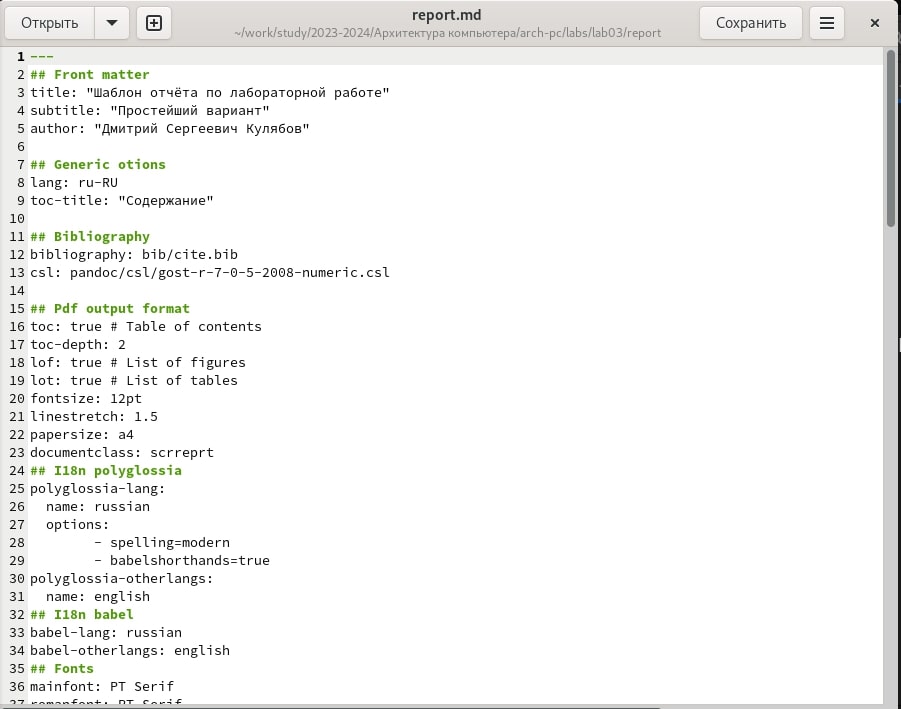 Открыть
report.md
~/work/study/2023-2024/Архитектура компьютера/arch-pc/labs/lab03/report
Сохранить
1 ---
2 ## Front matter
3 title: "Шаблон отчёта по лабораторной работе"
4 subtitle: "Простейший вариант"
5 author: "Дмитрий Сергеевич Кулябов"
6
7 ## Generic otions
8 lang: ru-RU
9 toc-title: "Содержание"
10
11 ## Bibliography
12 bibliography: bib/cite.bib
13 csl: pandoc/csl/gost-r-7-0-5-2008-numeric.csl
14
15 ## Pdf output format
16 toc: true # Table of contents
17 toc-depth: 2
18 lof: true # List of figures
19 lot: true # List of tables
20 fontsize: 12pt
21 linestretch: 1.5
22 papersize: a4
23 documentclass: scrreprt
24 ## I18n polyglossia
25 polyglossia-lang:
26   name: russian
27   options:
28         - spelling=modern
29         - babelshorthands=true
30 polyglossia-otherlangs:
31   name: english
32 ## I18n babel
33 babel-lang: russian
34 babel-otherlangs: english
35 ## Fonts
36 mainfont: PT Serif
37 romanfont: PT Serif